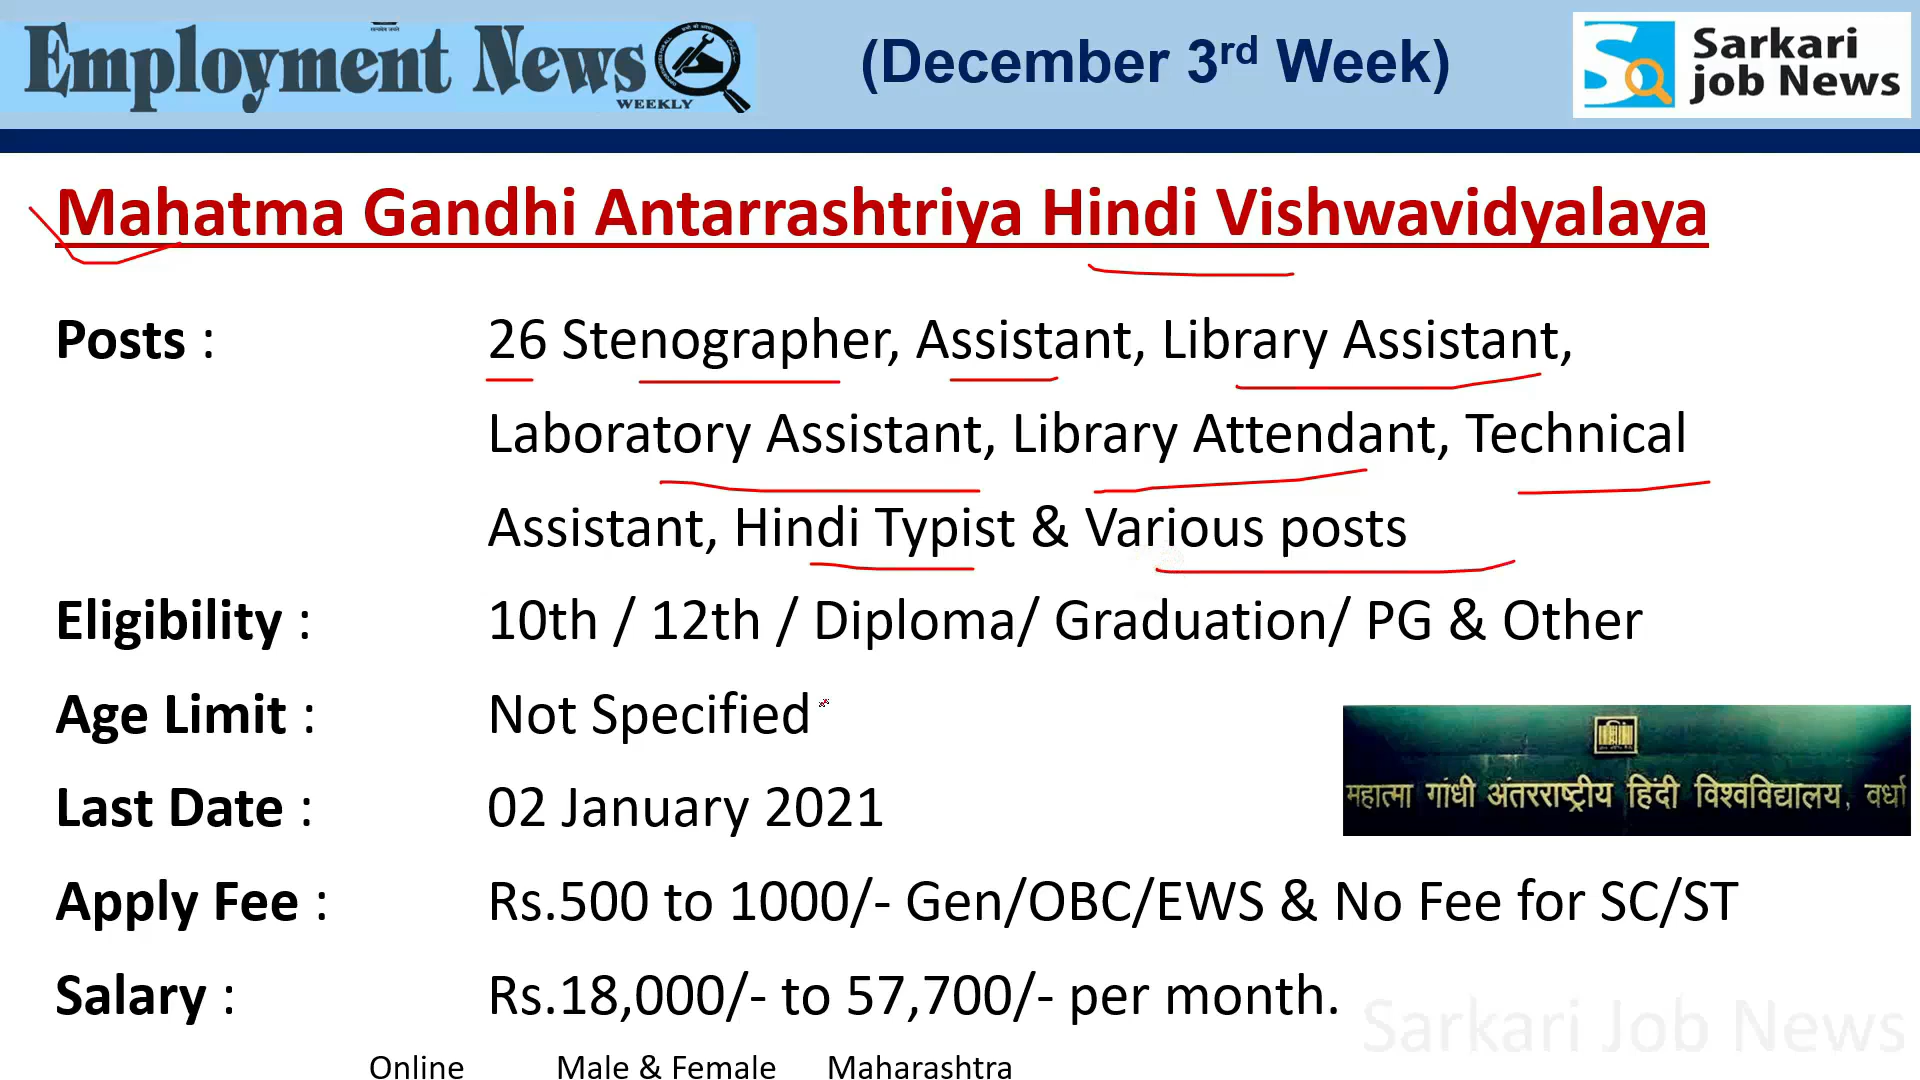 Employment News
WEEKLY
(December 3rd Week)
Sarkari
job News
Mahatma Gandhi Antarrashtriya Hindi Vishwavidyalaya
Posts : 26 Stenographer, Assistant, Library Assistant,
Laboratory Assistant, Library Attendant, Technical
Assistant, Hindi Typist & Various posts
Eligibility : 10th / 12th / Diploma/ Graduation/ PG & Other
Age Limit : Not Specified
महात्मा गांधी अंतरराष्ट्रीय हिंदी विश्वविद्यालय, वर्धा
Last Date : 02 January 2021
Apply Fee : Rs.500 to 1000/- Gen/OBC/EWS & No Fee for SC/ST
Salary : Rs.18,000/- to 57,700/- per month.
Sarkari Job News
Online Male & Female Maharashtra